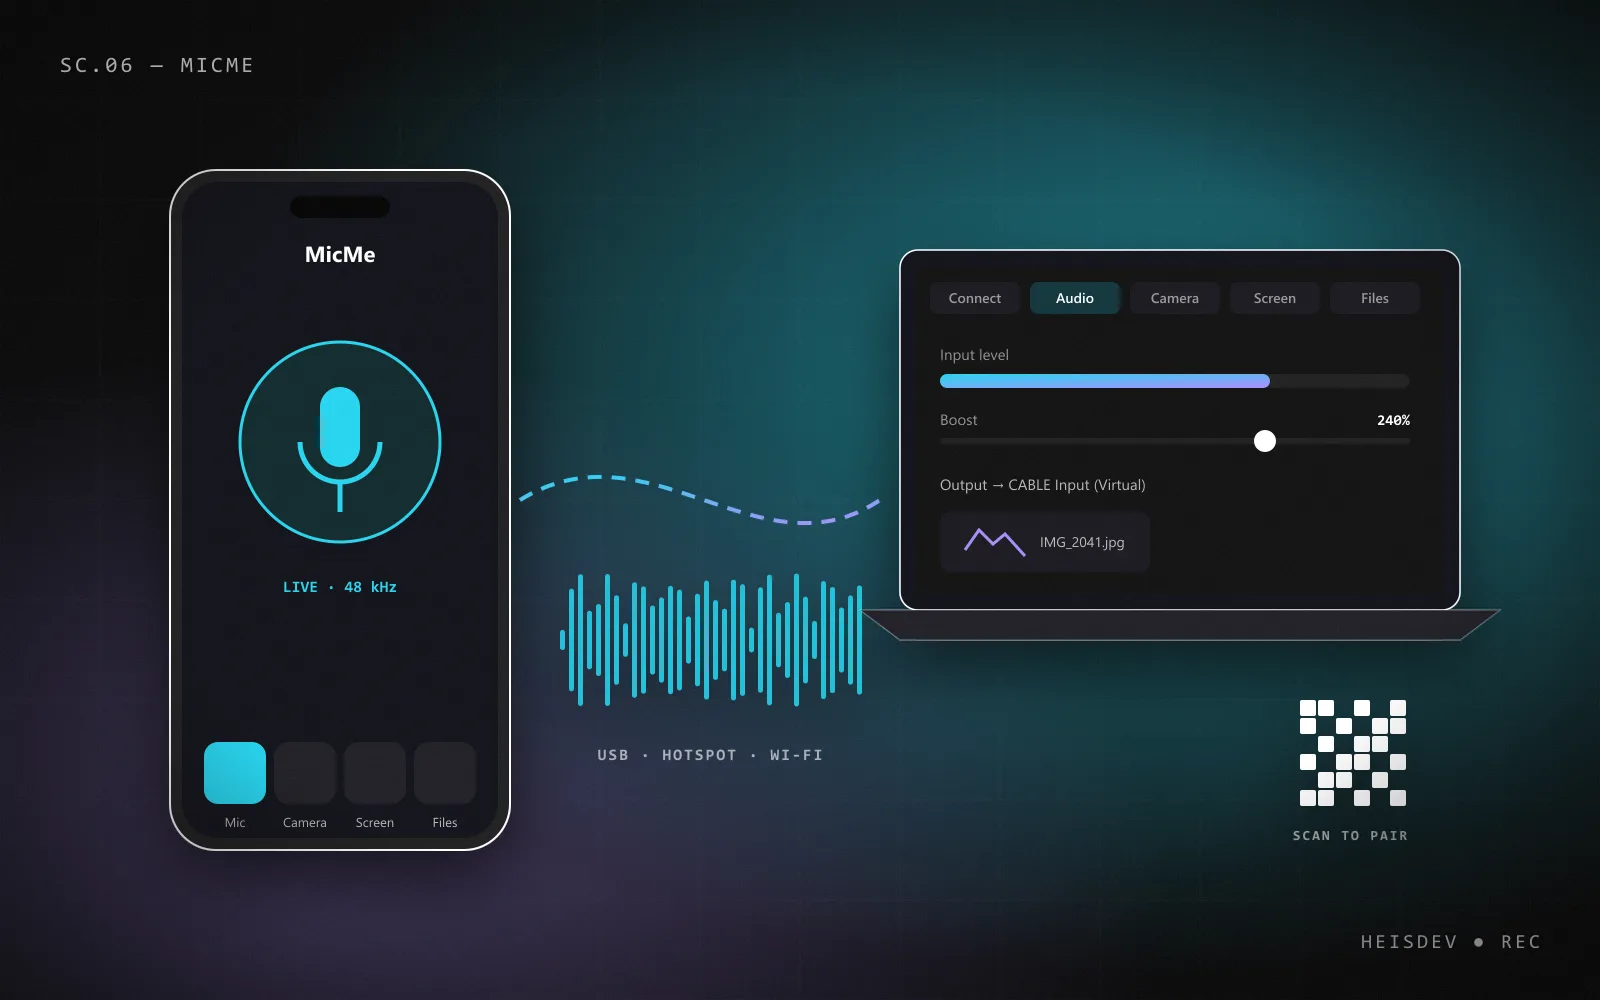 SC.06 — MICME
MicMe
LIVE · 48 kHz
Mic
Camera
Screen
Files
USB · HOTSPOT · WI-FI
Connect
Audio
Camera
Screen
Files
Input level
Boost
240%
Output → CABLE Input (Virtual)
IMG_2041.jpg
SCAN TO PAIR
HEISDEV ● REC